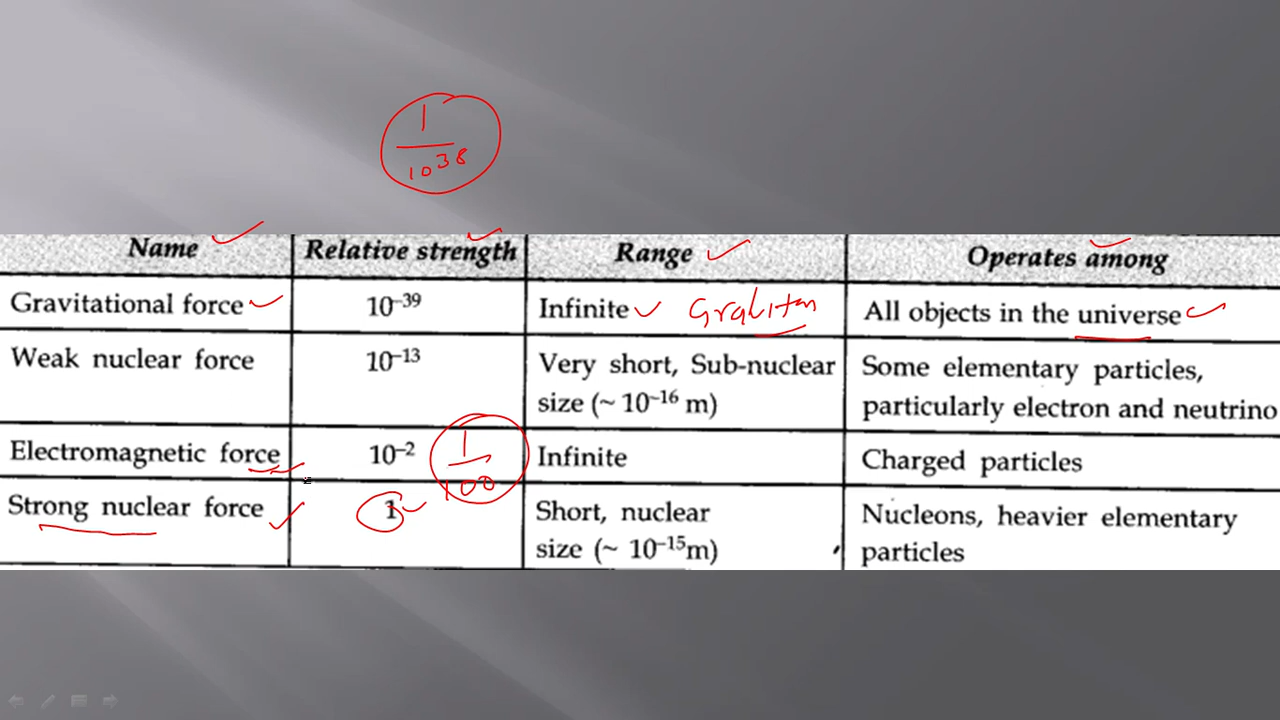 1
10³⁸
Name Relative strength Range Operates among
Gravitational force 10⁻³⁹ Infinite Graviton All objects in the universe
Weak nuclear force 10⁻¹³ Very short, Sub-nuclear Some elementary particles,
size (~ 10⁻¹⁶ m) particularly electron and neutrino
Electromagnetic force 10⁻² 1 Infinite Charged particles
100
Strong nuclear force 1 Short, nuclear Nucleons, heavier elementary
size (~ 10⁻¹⁵m) particles